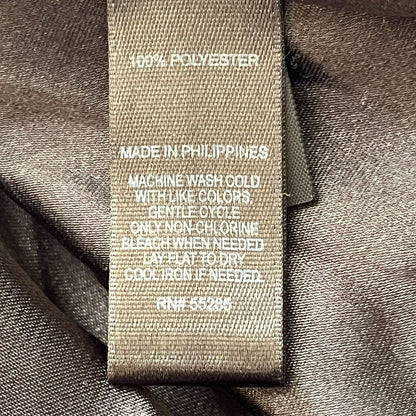 100% POLYESTER
MADE IN PHILIPPINES
MACHINE WASH COLD
WITH LIKE COLORS,
GENTLE CYCLE
ONLY NON-CHLORINE
BLEACH WHEN NEEDED
LAY FLAT TO DRY
COOL IRON IF NEEDED.
RN# 55285